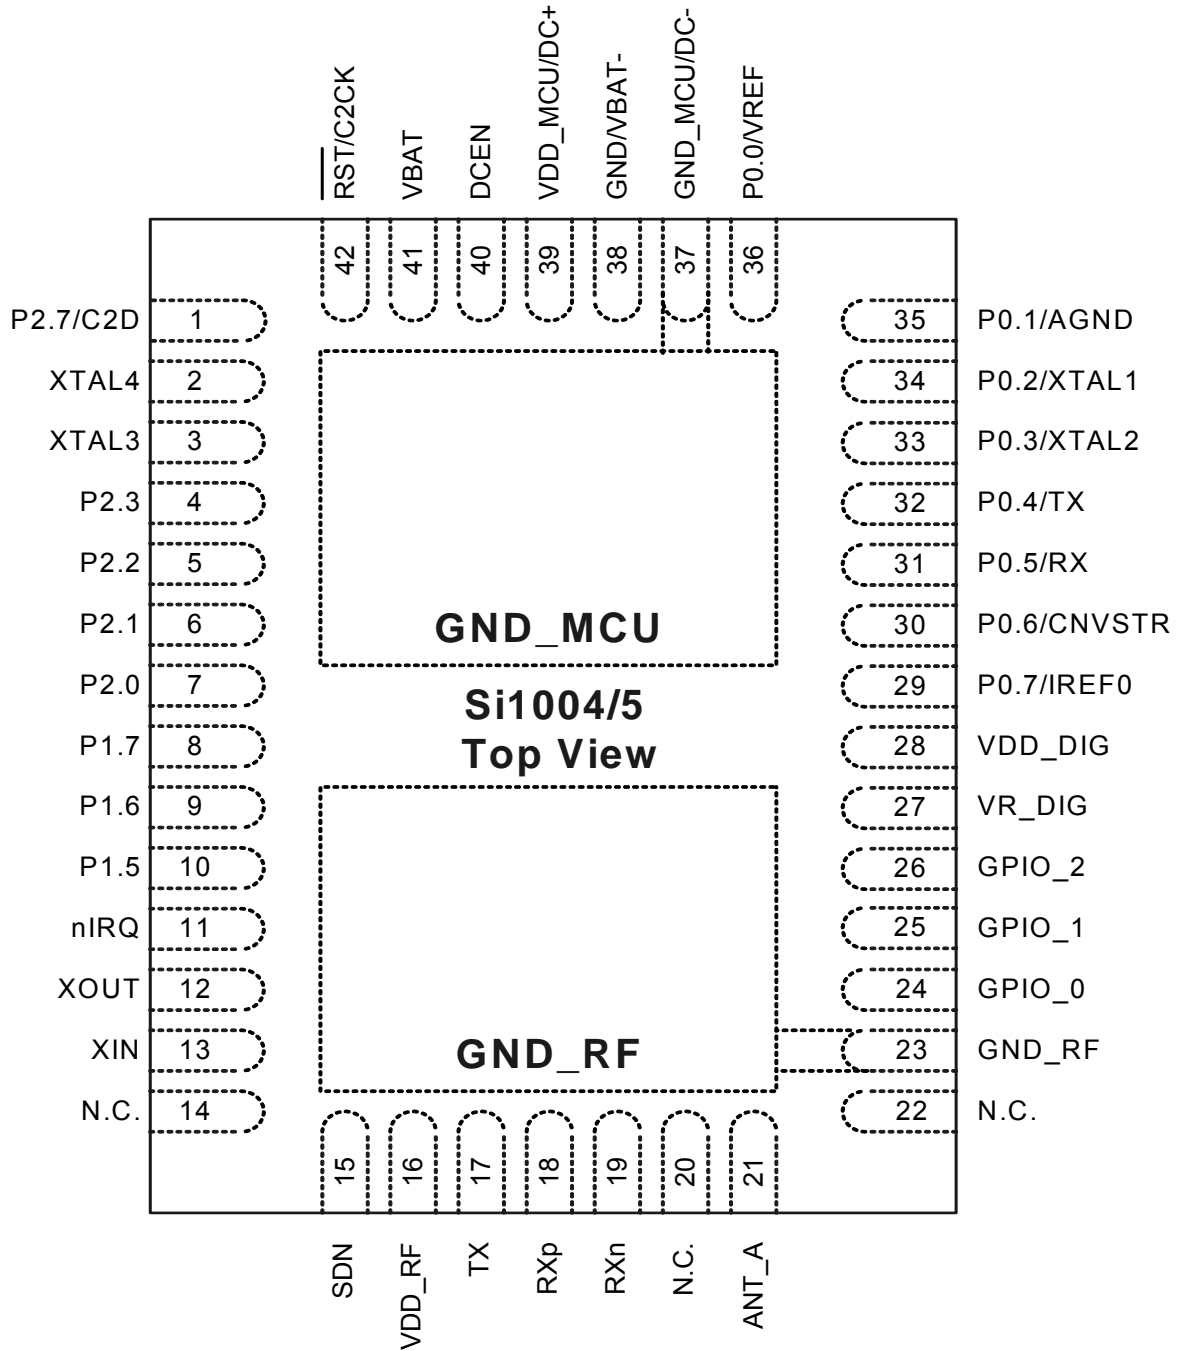 RST/C2CK
VBAT
DCEN
VDD_MCU/DC+
GND/VBAT-
GND_MCU/DC-
P0.0/VREF
42
41
40
39
38
37
36
P2.7/C2D 1
XTAL4 2
XTAL3 3
P2.3 4
P2.2 5
P2.1 6
P2.0 7
P1.7 8
P1.6 9
P1.5 10
nIRQ 11
XOUT 12
XIN 13
N.C. 14
GND_MCU
Si1004/5
Top View
GND_RF
35 P0.1/AGND
34 P0.2/XTAL1
33 P0.3/XTAL2
32 P0.4/TX
31 P0.5/RX
30 P0.6/CNVSTR
29 P0.7/IREF0
28 VDD_DIG
27 VR_DIG
26 GPIO_2
25 GPIO_1
24 GPIO_0
23 GND_RF
22 N.C.
15
16
17
18
19
20
21
SDN
VDD_RF
TX
RXp
RXn
N.C.
ANT_A